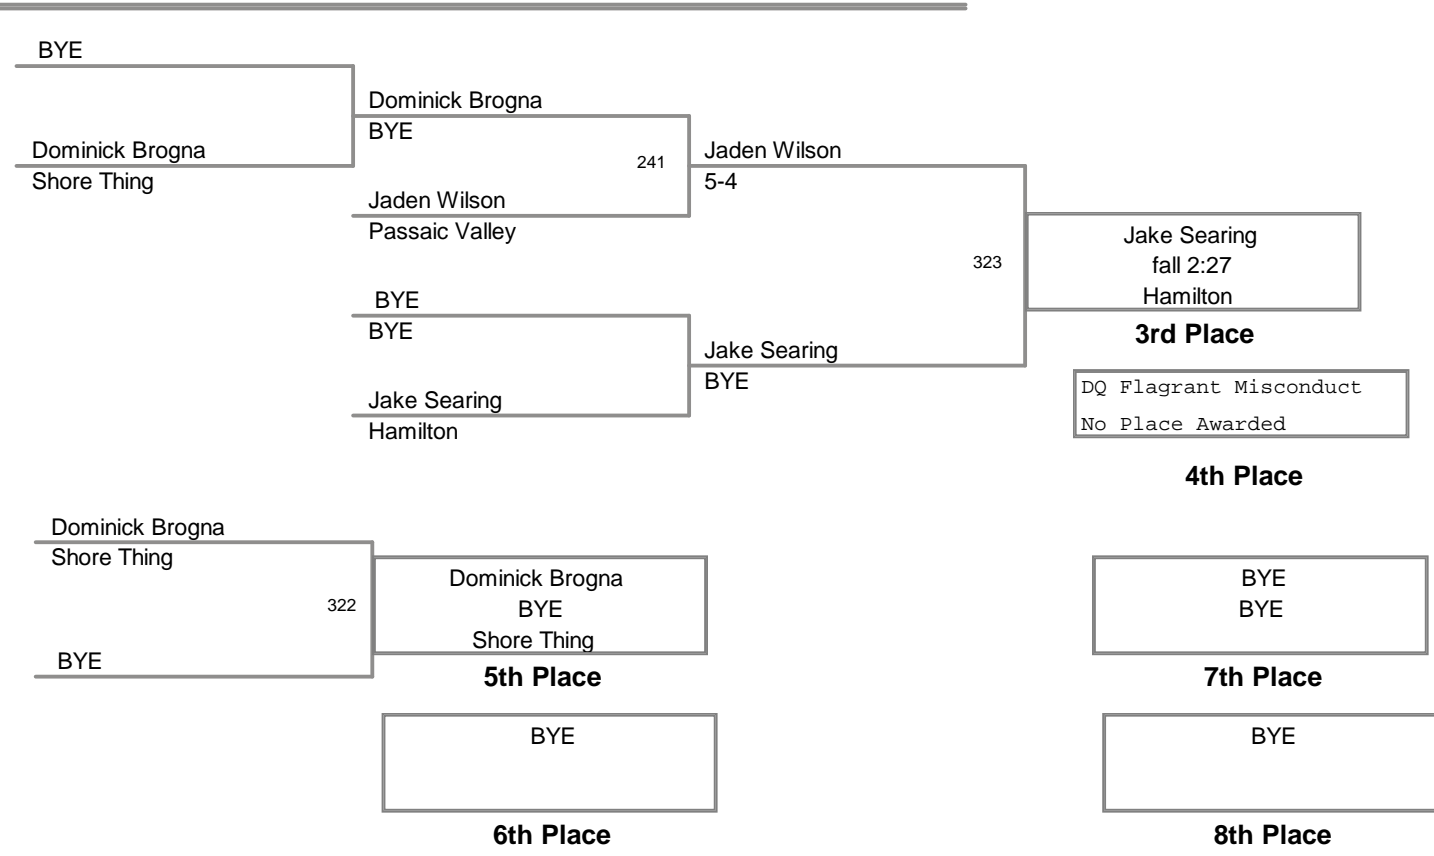 BYE
Dominick Brogna
Shore Thing
Dominick Brogna
BYE
241
Jaden Wilson
Passaic Valley
Jaden Wilson
5-4
BYE
BYE
Jake Searing
Hamilton
Jake Searing
BYE
323
Jake Searing
fall 2:27
Hamilton
3rd Place
DQ Flagrant Misconduct
No Place Awarded
4th Place
Dominick Brogna
Shore Thing
322
BYE
Dominick Brogna
BYE
Shore Thing
5th Place
BYE
BYE
7th Place
BYE
6th Place
BYE
8th Place